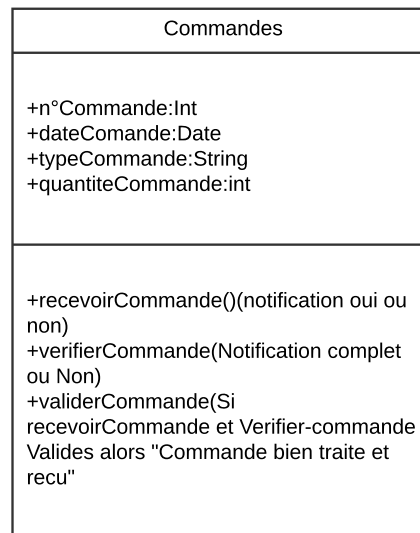 Commandes
+n°Commande:Int
+dateComande:Date
+typeCommande:String
+quantiteCommande:int
+recevoirCommande()(notification oui ou
non)
+verifierCommande(Notification complet
ou Non)
+validerCommande(Si
recevoirCommande et Verifier-commande
Valides alors "Commande bien traite et
recu"